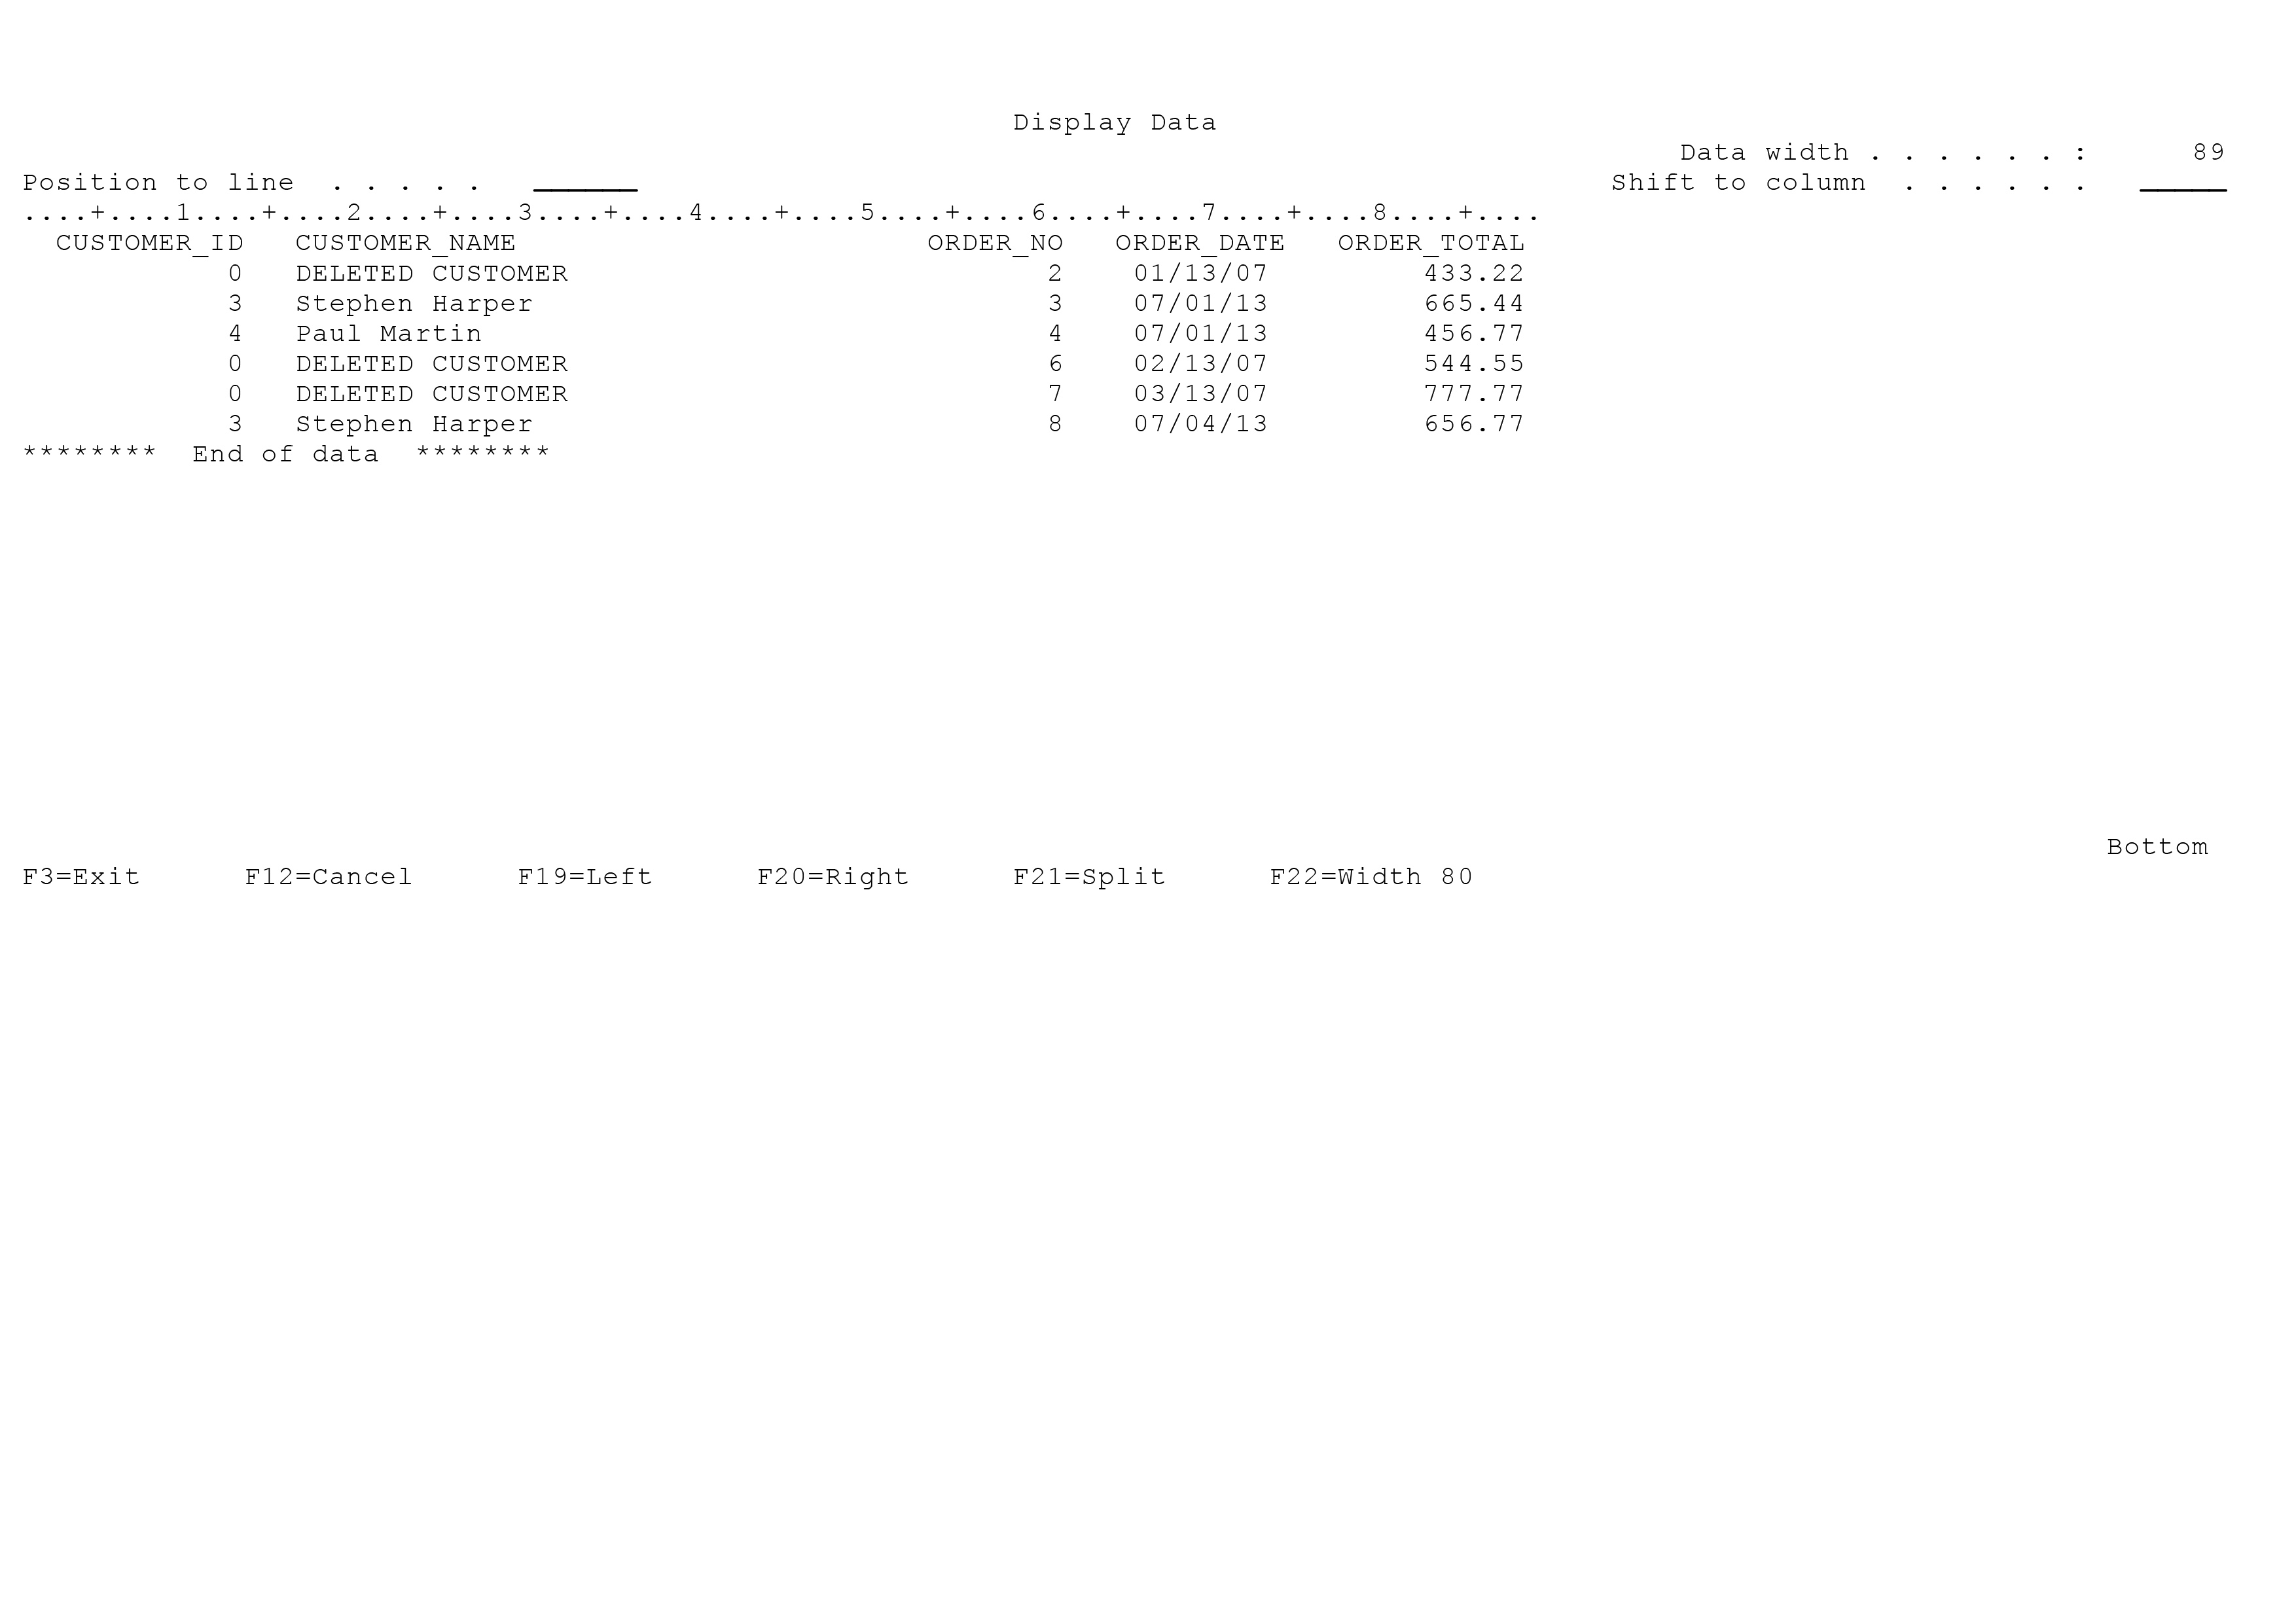 Display Data
Data width . . . . . . :      89
Position to line  . . . . .   ______     Shift to column  . . . . . .   _____
....+....1....+....2....+....3....+....4....+....5....+....6....+....7....+....8....+....
CUSTOMER_ID   CUSTOMER_NAME                        ORDER_NO   ORDER_DATE   ORDER_TOTAL
0   DELETED CUSTOMER                            2    01/13/07         433.22
3   Stephen Harper                              3    07/01/13         665.44
4   Paul Martin                                 4    07/01/13         456.77
0   DELETED CUSTOMER                            6    02/13/07         544.55
0   DELETED CUSTOMER                            7    03/13/07         777.77
3   Stephen Harper                              8    07/04/13         656.77
********  End of data  ********
Bottom
F3=Exit      F12=Cancel      F19=Left      F20=Right      F21=Split      F22=Width 80